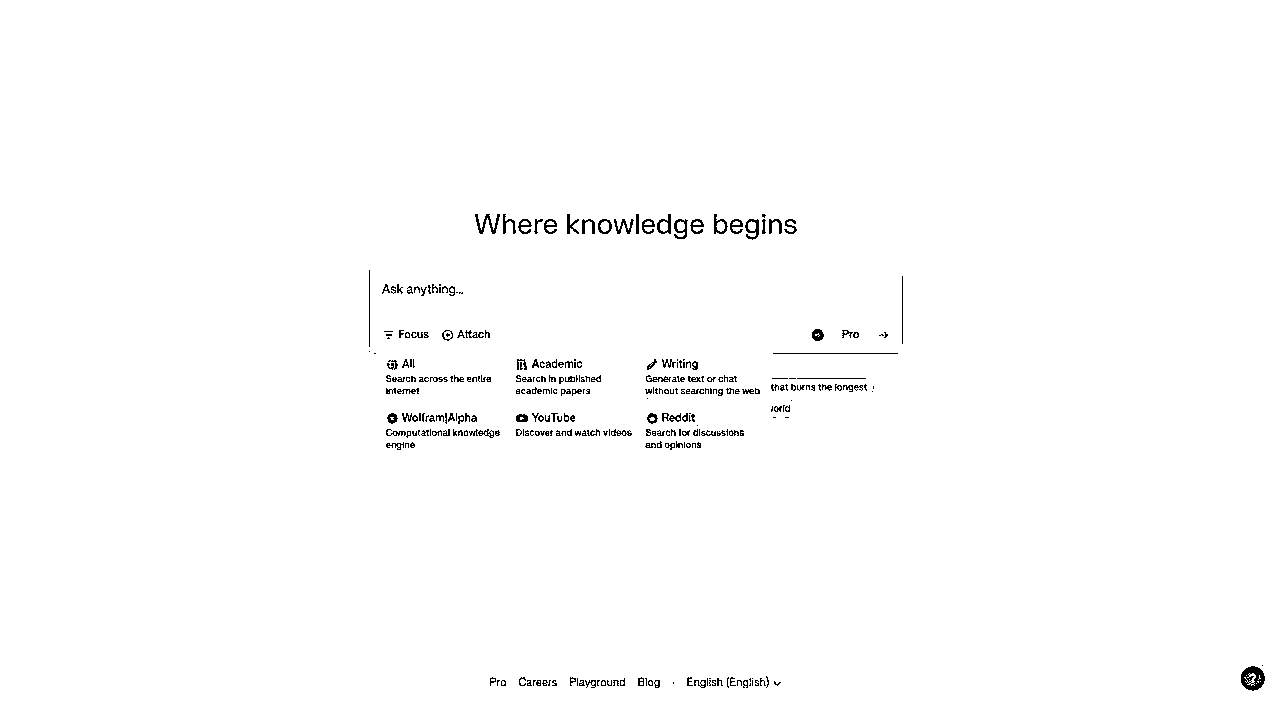 Where knowledge begins
Ask anything...
Focus Attach Pro
All Academic Writing
Search across the entire Search in published Generate text or chat
internet academic papers without searching the web
that burns the longest
Wolfram|Alpha YouTube Reddit
Computational knowledge Discover and watch videos Search for discussions
engine and opinions
Pro Careers Playground Blog · English (English)
?